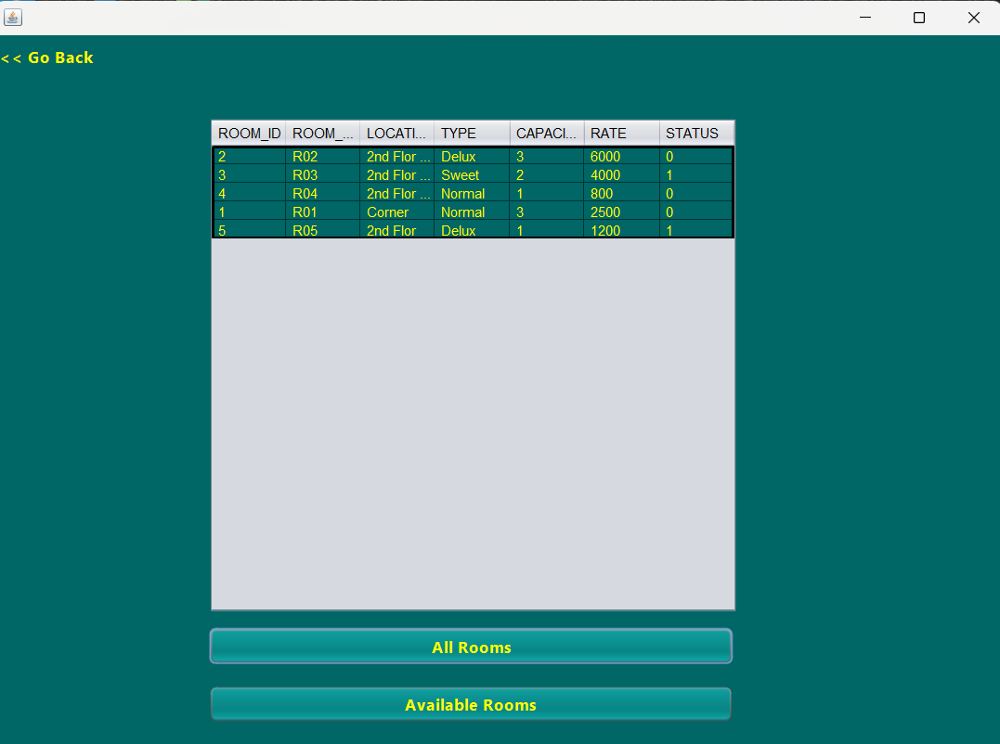 << Go Back
ROOM_ID ROOM_... LOCATI... TYPE CAPACI... RATE STATUS
2 R02 2nd Flor ... Delux 3 6000 0
3 R03 2nd Flor ... Sweet 2 4000 1
4 R04 2nd Flor ... Normal 1 800 0
1 R01 Corner Normal 3 2500 0
5 R05 2nd Flor Delux 1 1200 1
All Rooms
Available Rooms